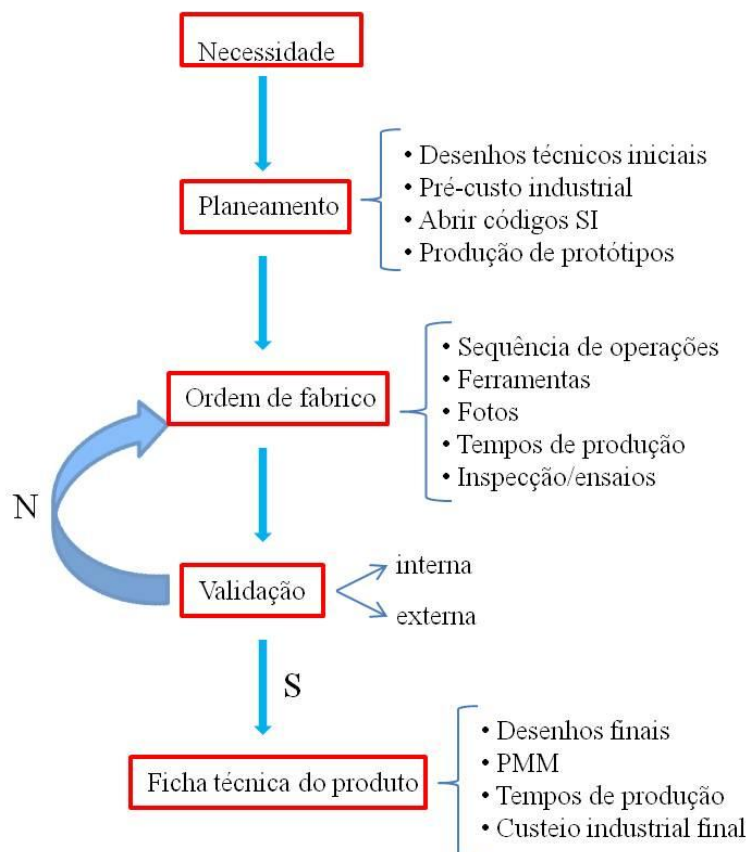 Necessidade
Planeamento
• Desenhos técnicos iniciais
• Pré-custo industrial
• Abrir códigos SI
• Produção de protótipos
Ordem de fabrico
• Sequência de operações
• Ferramentas
• Fotos
• Tempos de produção
• Inspecção/ensaios
N
Validação
interna
externa
S
Ficha técnica do produto
• Desenhos finais
• PMM
• Tempos de produção
• Custeio industrial final